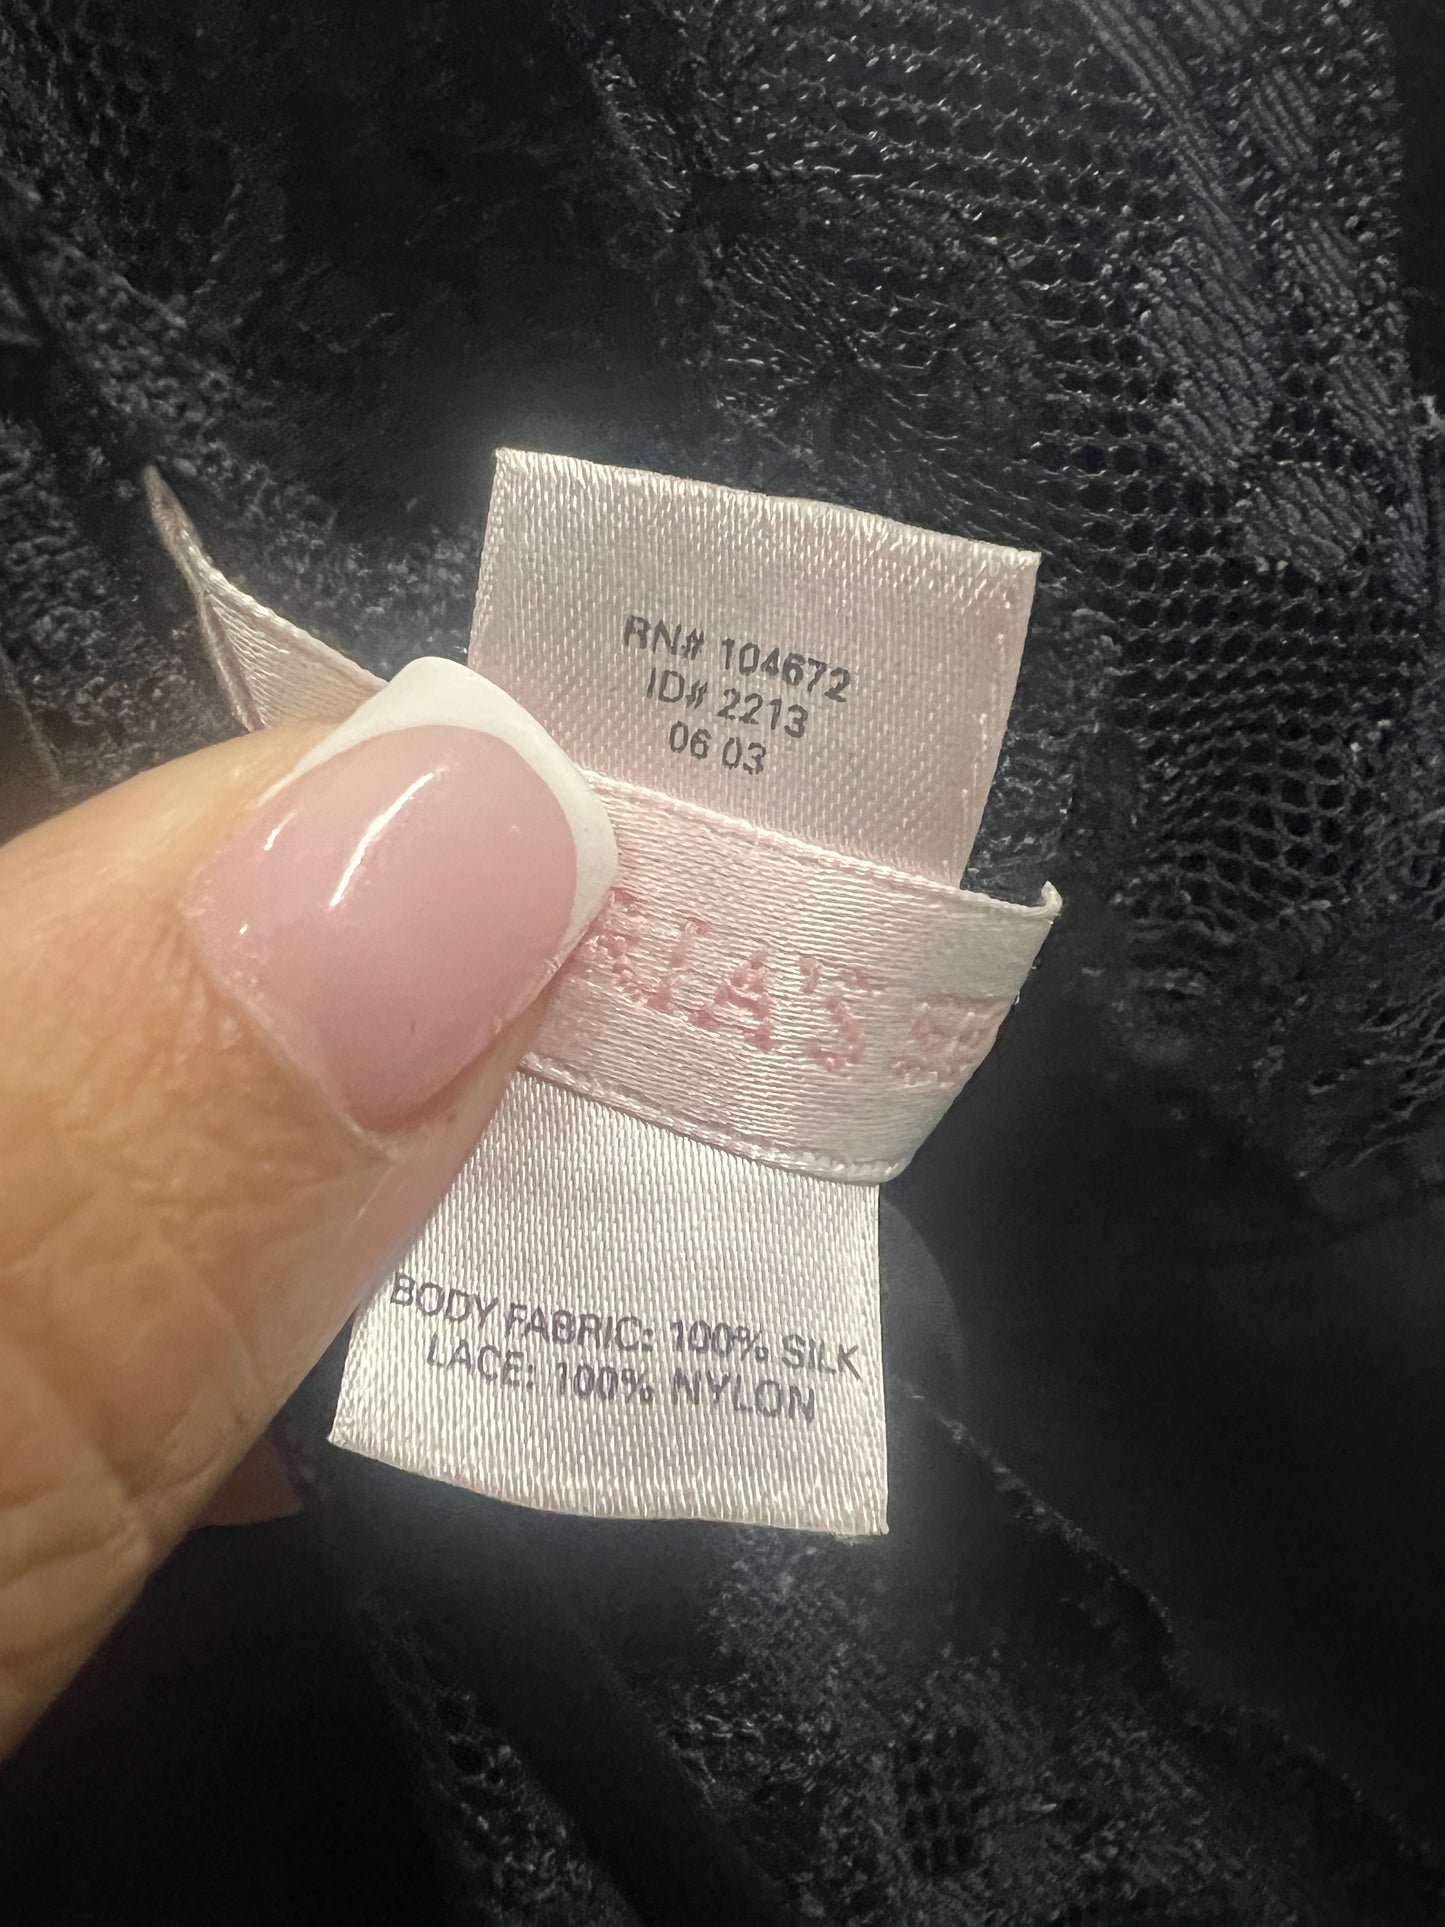 RN# 104672
ID# 2213
06 03
RIA'S
BODY FABRIC: 100% SILK
LACE: 100% NYLON